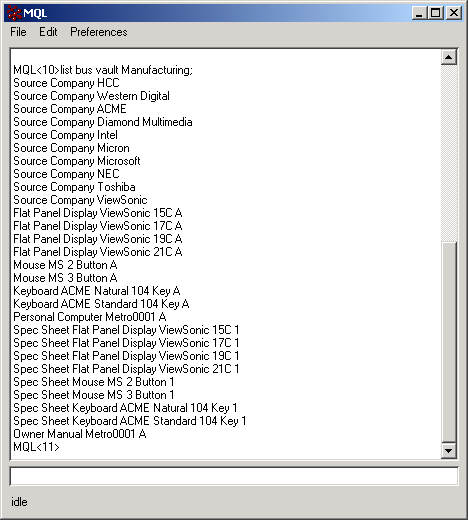 MQL
File Edit Preferences
MQL<10>list bus vault Manufacturing;
Source Company HCC
Source Company Western Digital
Source Company ACME
Source Company Diamond Multimedia
Source Company Intel
Source Company Micron
Source Company Microsoft
Source Company NEC
Source Company Toshiba
Source Company ViewSonic
Flat Panel Display ViewSonic 15C A
Flat Panel Display ViewSonic 17C A
Flat Panel Display ViewSonic 19C A
Flat Panel Display ViewSonic 21C A
Mouse MS 2 Button A
Mouse MS 3 Button A
Keyboard ACME Natural 104 Key A
Keyboard ACME Standard 104 Key A
Personal Computer Metro0001 A
Spec Sheet Flat Panel Display ViewSonic 15C 1
Spec Sheet Flat Panel Display ViewSonic 17C 1
Spec Sheet Flat Panel Display ViewSonic 19C 1
Spec Sheet Flat Panel Display ViewSonic 21C 1
Spec Sheet Mouse MS 2 Button 1
Spec Sheet Mouse MS 3 Button 1
Spec Sheet Keyboard ACME Natural 104 Key 1
Spec Sheet Keyboard ACME Standard 104 Key 1
Owner Manual Metro0001 A
MQL<11>
idle